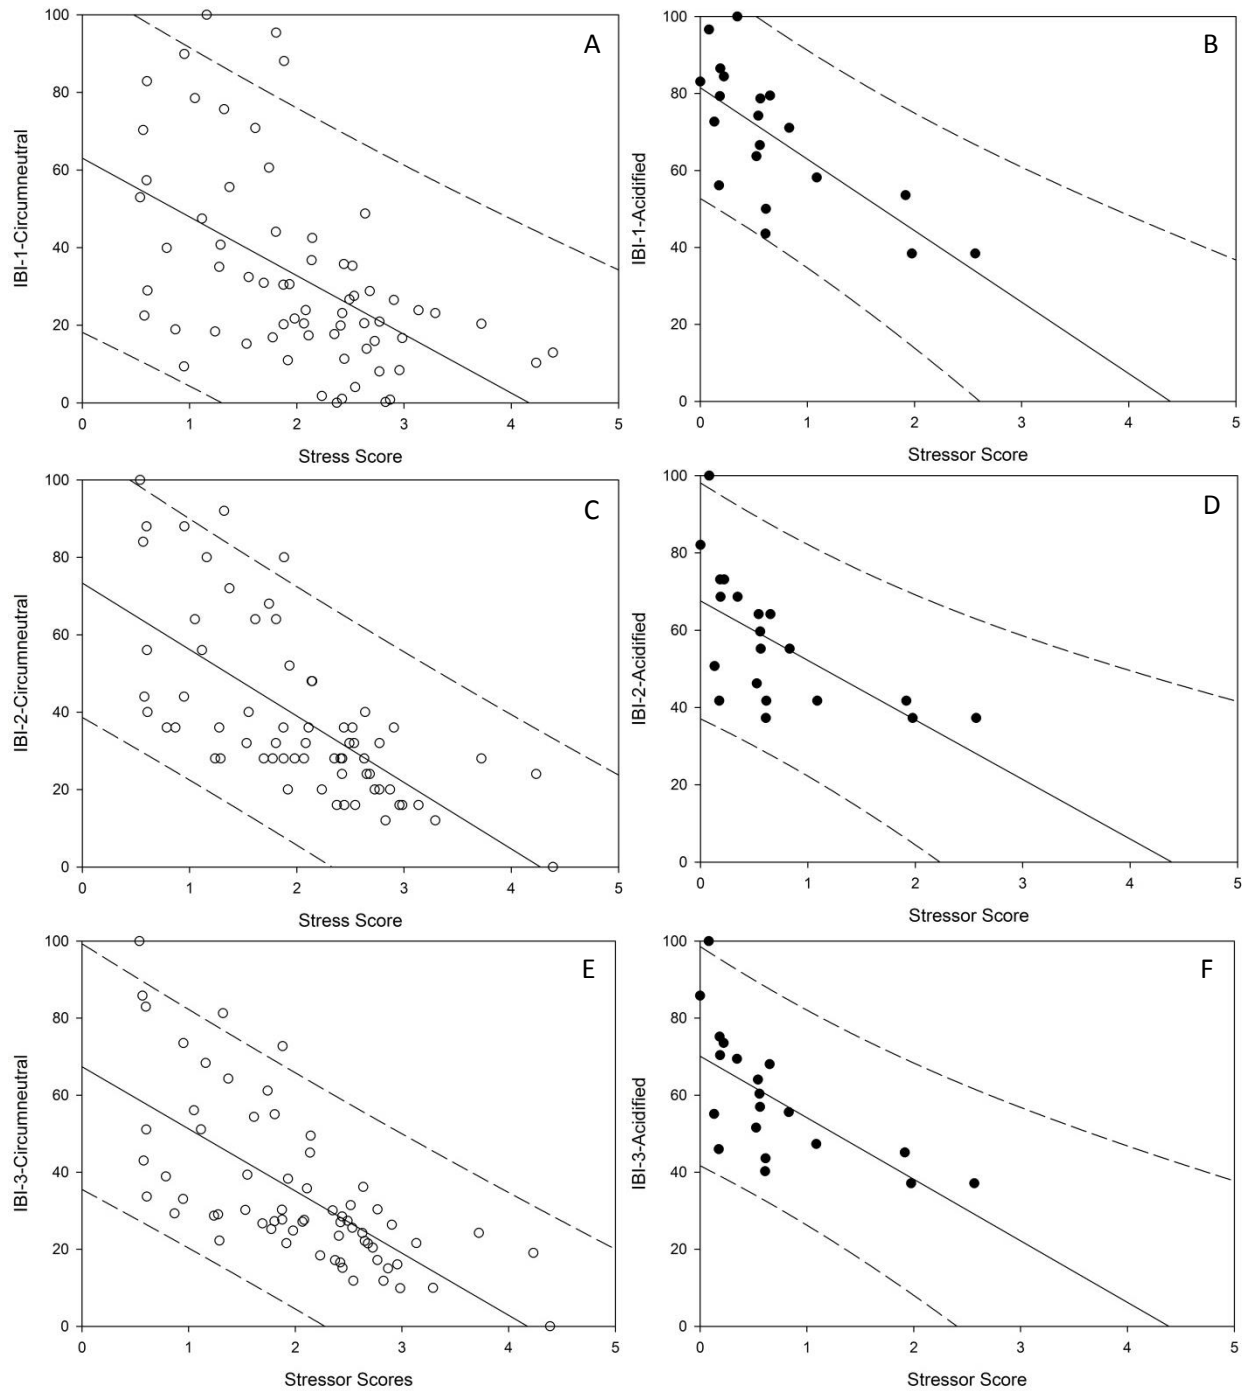 A
IBI-1-Circumneutral
100
80
60
40
20
0
0 1 2 3 4 5
Stress Score
B
IBI-1-Acidified
100
80
60
40
20
0
0 1 2 3 4 5
Stressor Score
C
IBI-2-Circumneutral
100
80
60
40
20
0
0 1 2 3 4 5
Stress Score
D
IBI-2-Acidified
100
80
60
40
20
0
0 1 2 3 4 5
Stressor Score
E
IBI-3-Circumneutral
100
80
60
40
20
0
0 1 2 3 4 5
Stressor Scores
F
IBI-3-Acidified
100
80
60
40
20
0
0 1 2 3 4 5
Stressor Score